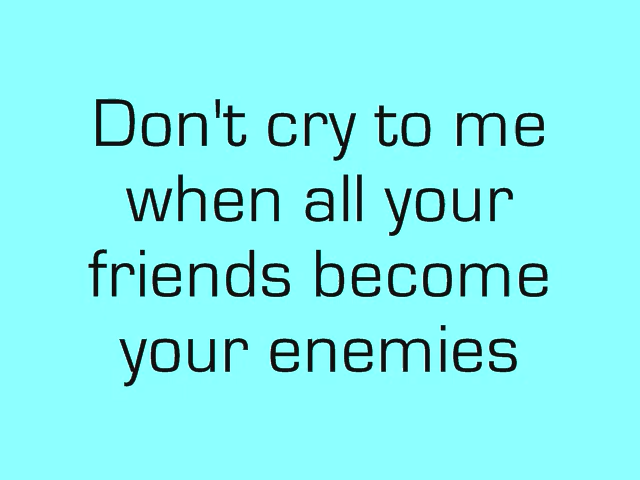 Don't cry to me
when all your
friends become
your enemies